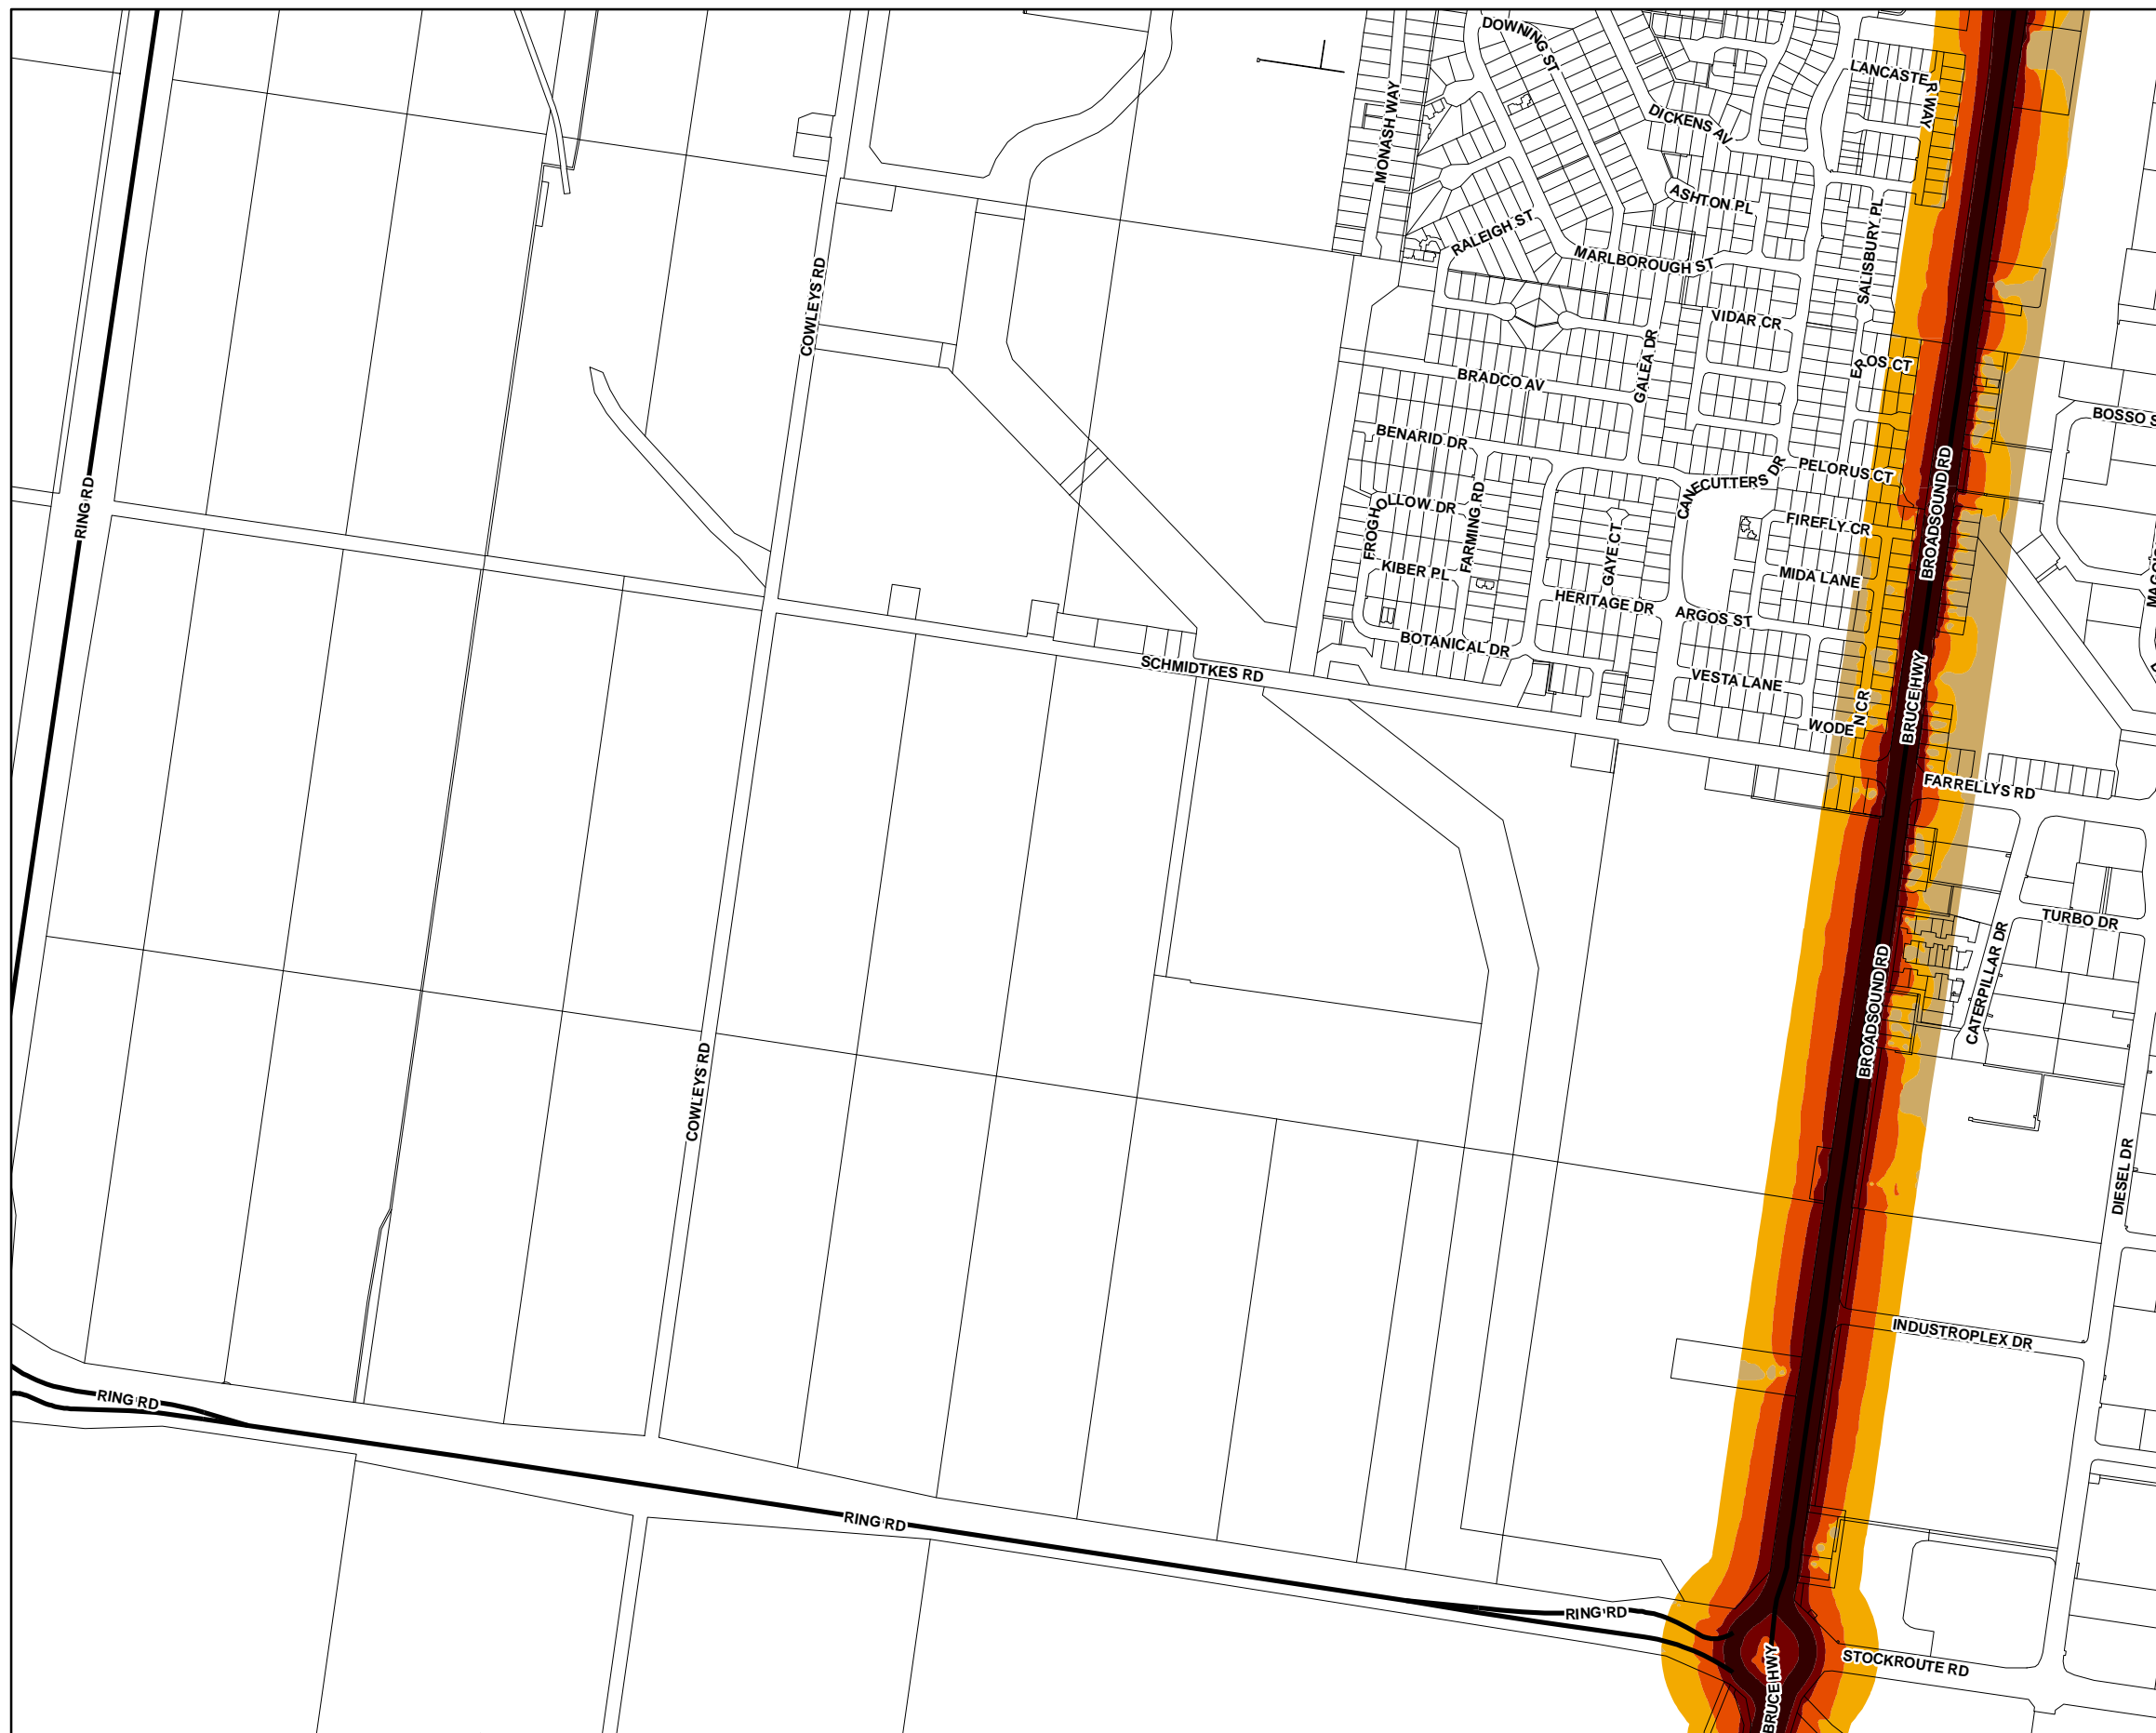 DOWNING ST
LANCASTER WAY
MONASH WAY
DICKENS AV
ASHTON PL
RALEIGH ST
SALISBURY PL
MARLBOROUGH ST
COWLEYS RD
VIDAR CR
GALEA DR
EPOS CT
BRADCO AV
BOSSO S
BENARID DR
PELORUS CT
CANECUTTERS DR
RING RD
FROGHOLLOW DR
FARMING RD
BROADSOUND RD
FIREFLY CR
GAYE CT
KIBER PL
MIDA LANE
HERITAGE DR
ARGOS ST
BOTANICAL DR
SCHMIDTKES RD
VESTA LANE
BRUCE HWY
WODEN CR
FARRELLYS RD
TURBO DR
CATERPILLAR DR
BROADSOUND RD
COWLEYS RD
DIESEL DR
INDUSTROPLEX DR
RING RD
RING RD
RING RD
STOCKROUTE RD
BRUCE HWY